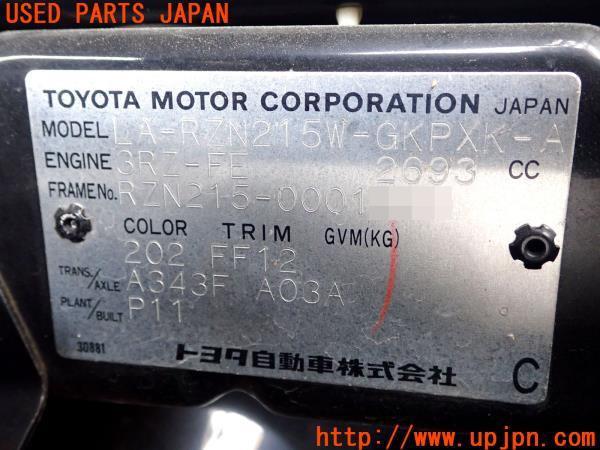 USED PARTS JAPAN
TOYOTA MOTOR CORPORATION JAPAN
MODEL LA-RZN215W-GKPXK-A
ENGINE 3RZ-FE 2693 CC
FRAME No. RZN215-0001
COLOR TRIM GVM(KG)
202 FF12
TRANS./AXLE A343F A03A
PLANT/BUILT P11
30881
トヨタ自動車株式会社
C
http://www.upjpn.com/